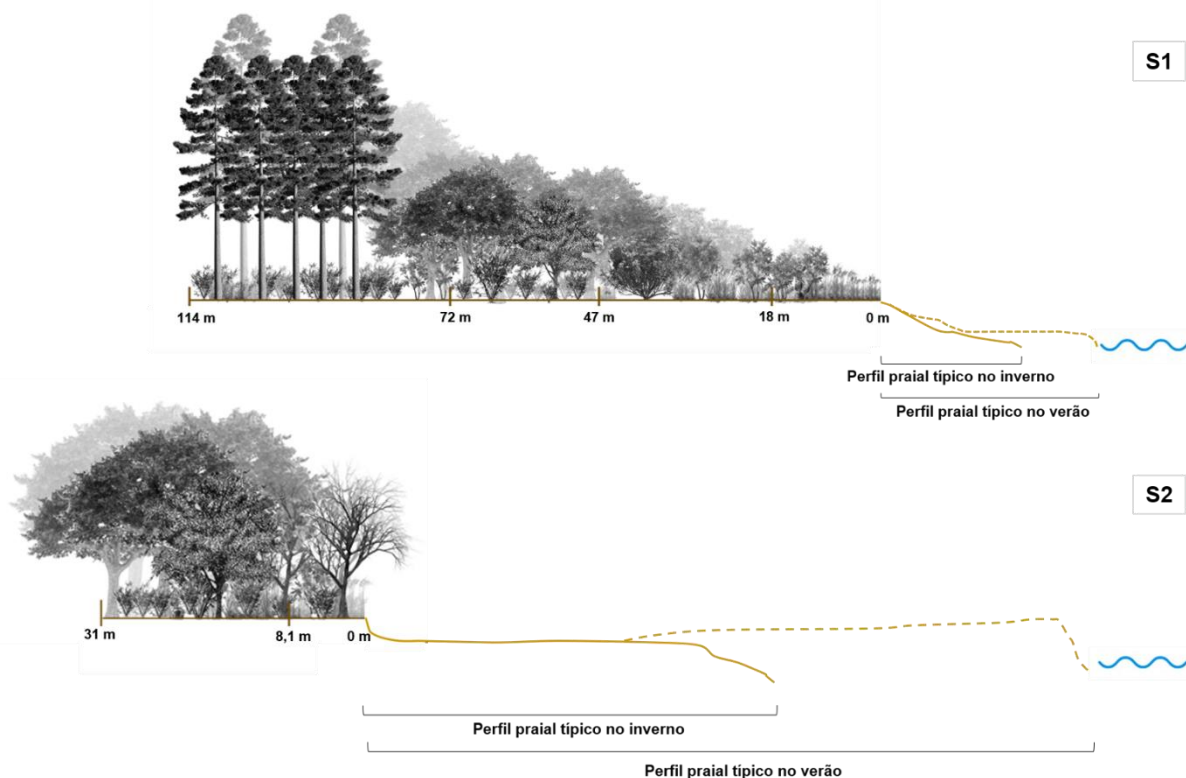 S1
114 m
72 m
47 m
18 m
0 m
Perfil praial típico no inverno
Perfil praial típico no verão
S2
31 m
8,1 m
0 m
Perfil praial típico no inverno
Perfil praial típico no verão